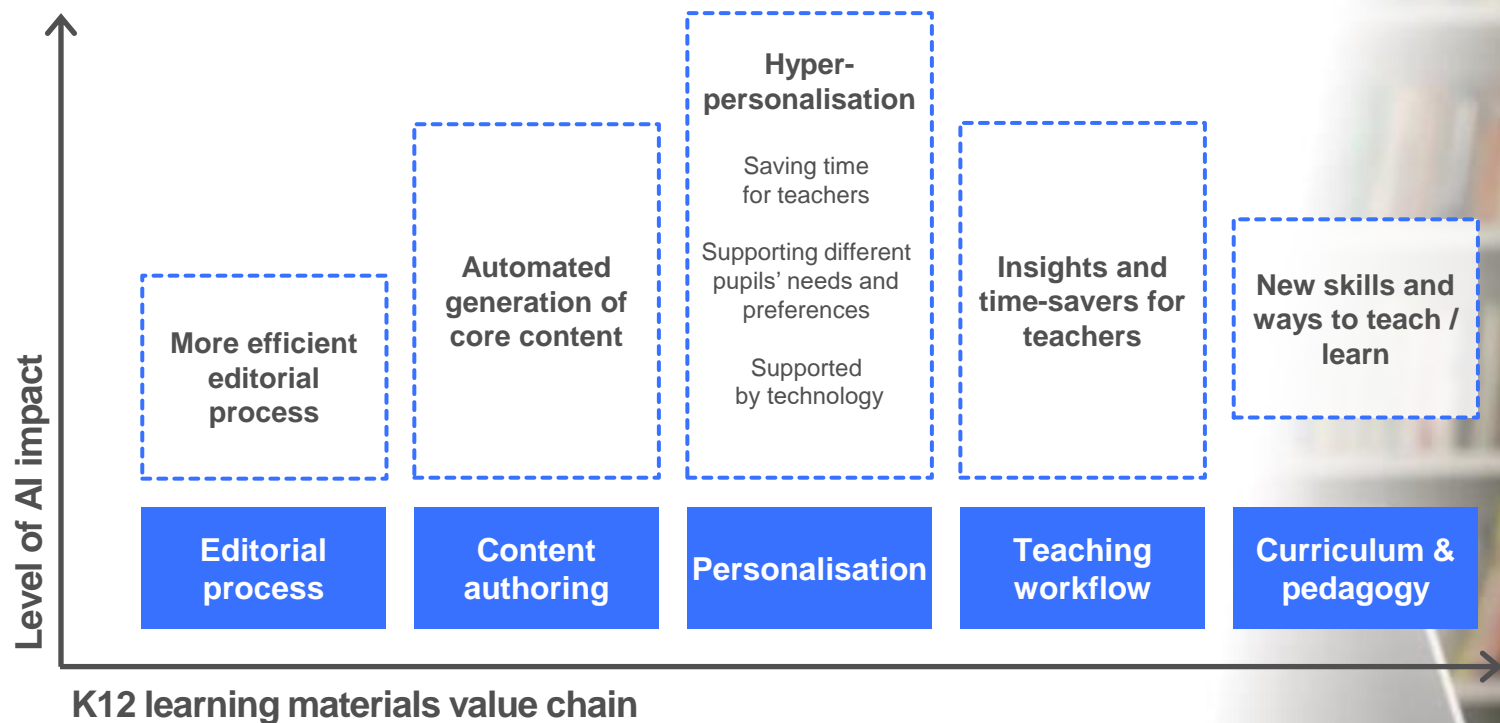 Level of AI impact
Hyper-
personalisation
Saving time
for teachers
Supporting different
pupils’ needs and
preferences
Supported
by technology
Automated
generation of
core content
Insights and
time-savers for
teachers
New skills and
ways to teach /
learn
More efficient
editorial
process
Editorial
process
Content
authoring
Personalisation
Teaching
workflow
Curriculum &
pedagogy
K12 learning materials value chain